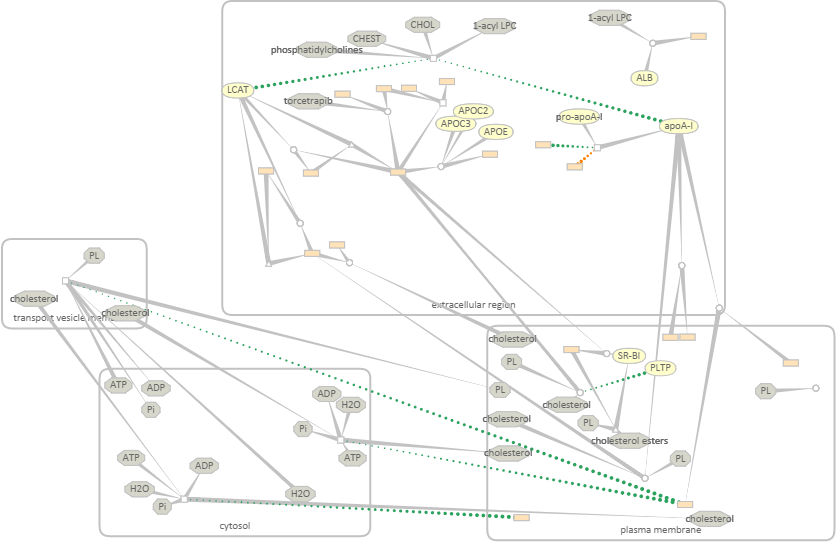 1-acyl LPC
CHOL
1-acyl LPC
CHEST
phosphatidylcholines
ALB
LCAT
torcetrapib
APOC2
pro-apoA-I
APOC3
apoA-I
APOE
PL
cholesterol
cholesterol
transport vesicle mem
extracellular region
cholesterol
SR-BI
PL
PLTP
ATP
ADP
PL
PL
ADP
H2O
cholesterol
Pi
cholesterol
PL
Pi
cholesterol esters
cholesterol
ATP
ATP
PL
ADP
H2O
H2O
Pi
cholesterol
cytosol
plasma membrane